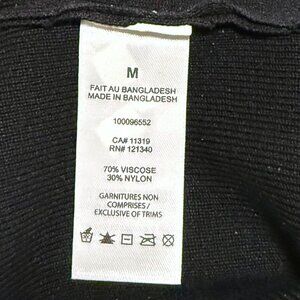 M
FAIT AU BANGLADESH
MADE IN BANGLADESH
100096552
CA# 11319
RN# 121340
70% VISCOSE
30% NYLON
GARNITURES NON
COMPRISES /
EXCLUSIVE OF TRIMS